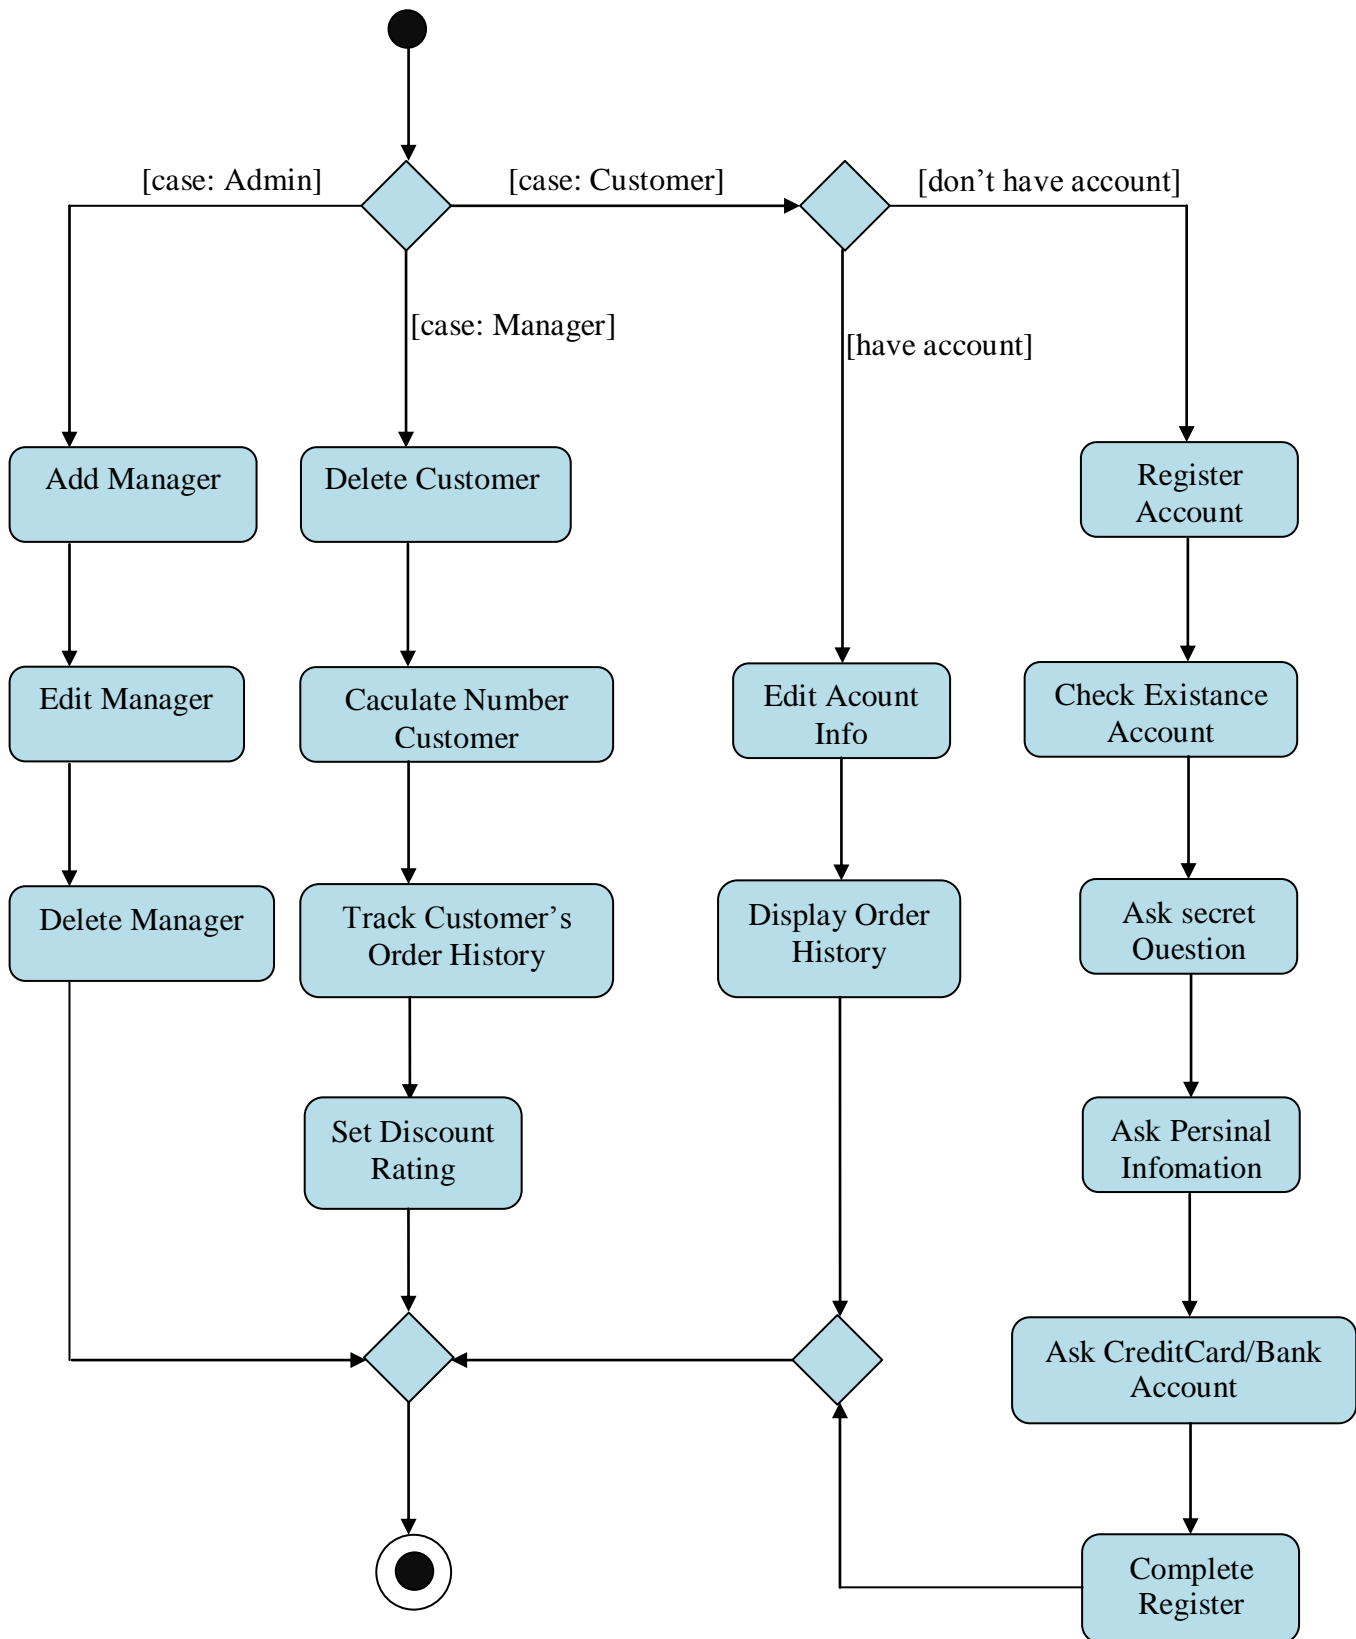 [case: Admin]
[case: Customer]
[don’t have account]
[case: Manager]
[have account]
Add Manager
Delete Customer
Register
Account
Edit Manager
Caculate Number
Customer
Edit Acount
Info
Check Existance
Account
Delete Manager
Track Customer’s
Order History
Display Order
History
Ask secret
Ouestion
Set Discount
Rating
Ask Persinal
Infomation
Ask CreditCard/Bank
Account
Complete
Register